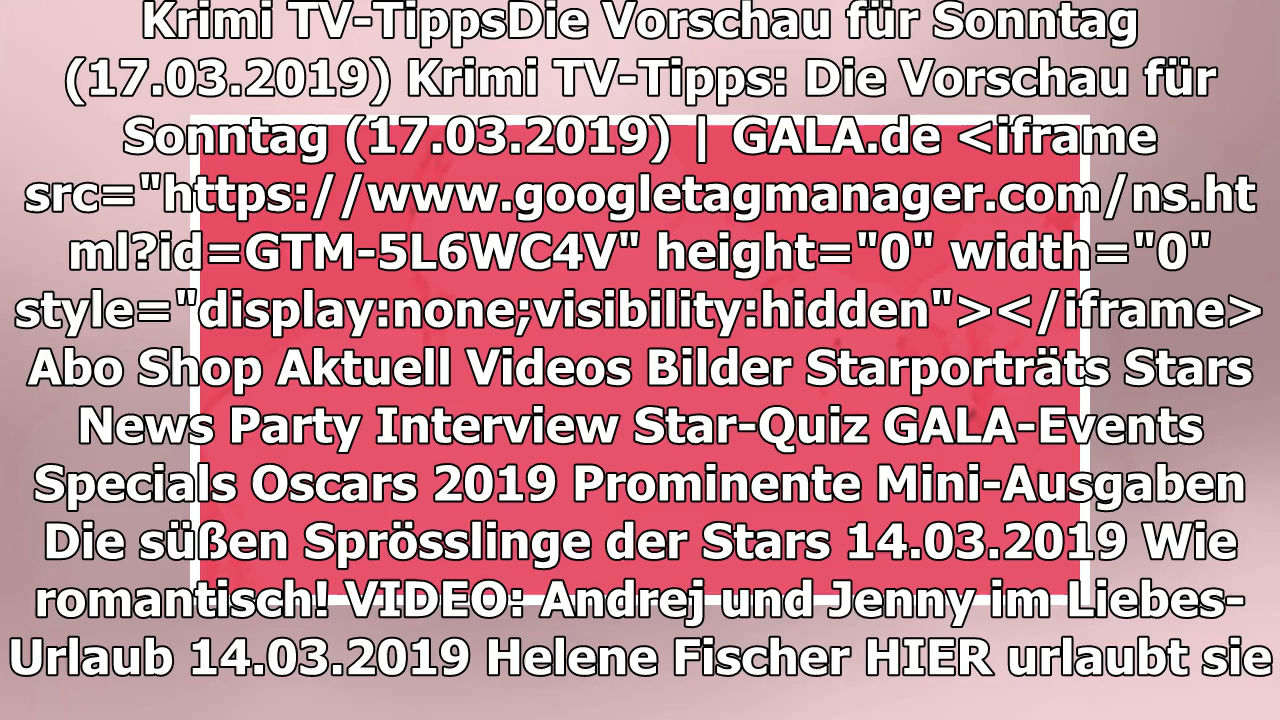 Krimi TV-TippsDie Vorschau für Sonntag
(17.03.2019) Krimi TV-Tipps: Die Vorschau für
Sonntag (17.03.2019) | GALA.de <iframe
src="https://www.googletagmanager.com/ns.ht
ml?id=GTM-5L6WC4V" height="0" width="0"
style="display:none;visibility:hidden"></iframe>
Abo Shop Aktuell Videos Bilder Starporträts Stars
News Party Interview Star-Quiz GALA-Events
Specials Oscars 2019 Prominente Mini-Ausgaben
Die süßen Sprösslinge der Stars 14.03.2019 Wie
romantisch! VIDEO: Andrej und Jenny im Liebes-
Urlaub 14.03.2019 Helene Fischer HIER urlaubt sie